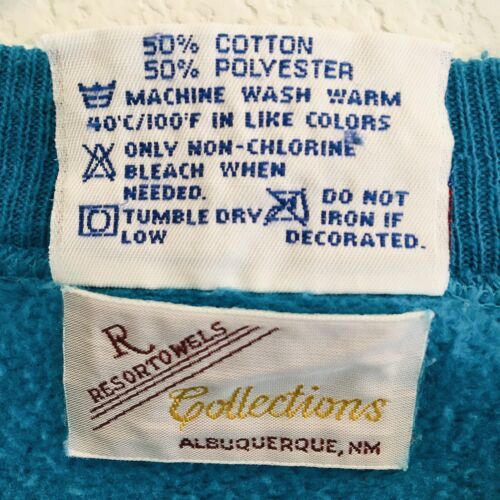 50% COTTON
50% POLYESTER
MACHINE WASH WARM
40°C/100°F IN LIKE COLORS
ONLY NON-CHLORINE
BLEACH WHEN
NEEDED.
TUMBLE DRY
LOW
DO NOT
IRON IF
DECORATED.
R
RESORTOWELS
Collections
ALBUQUERQUE, NM